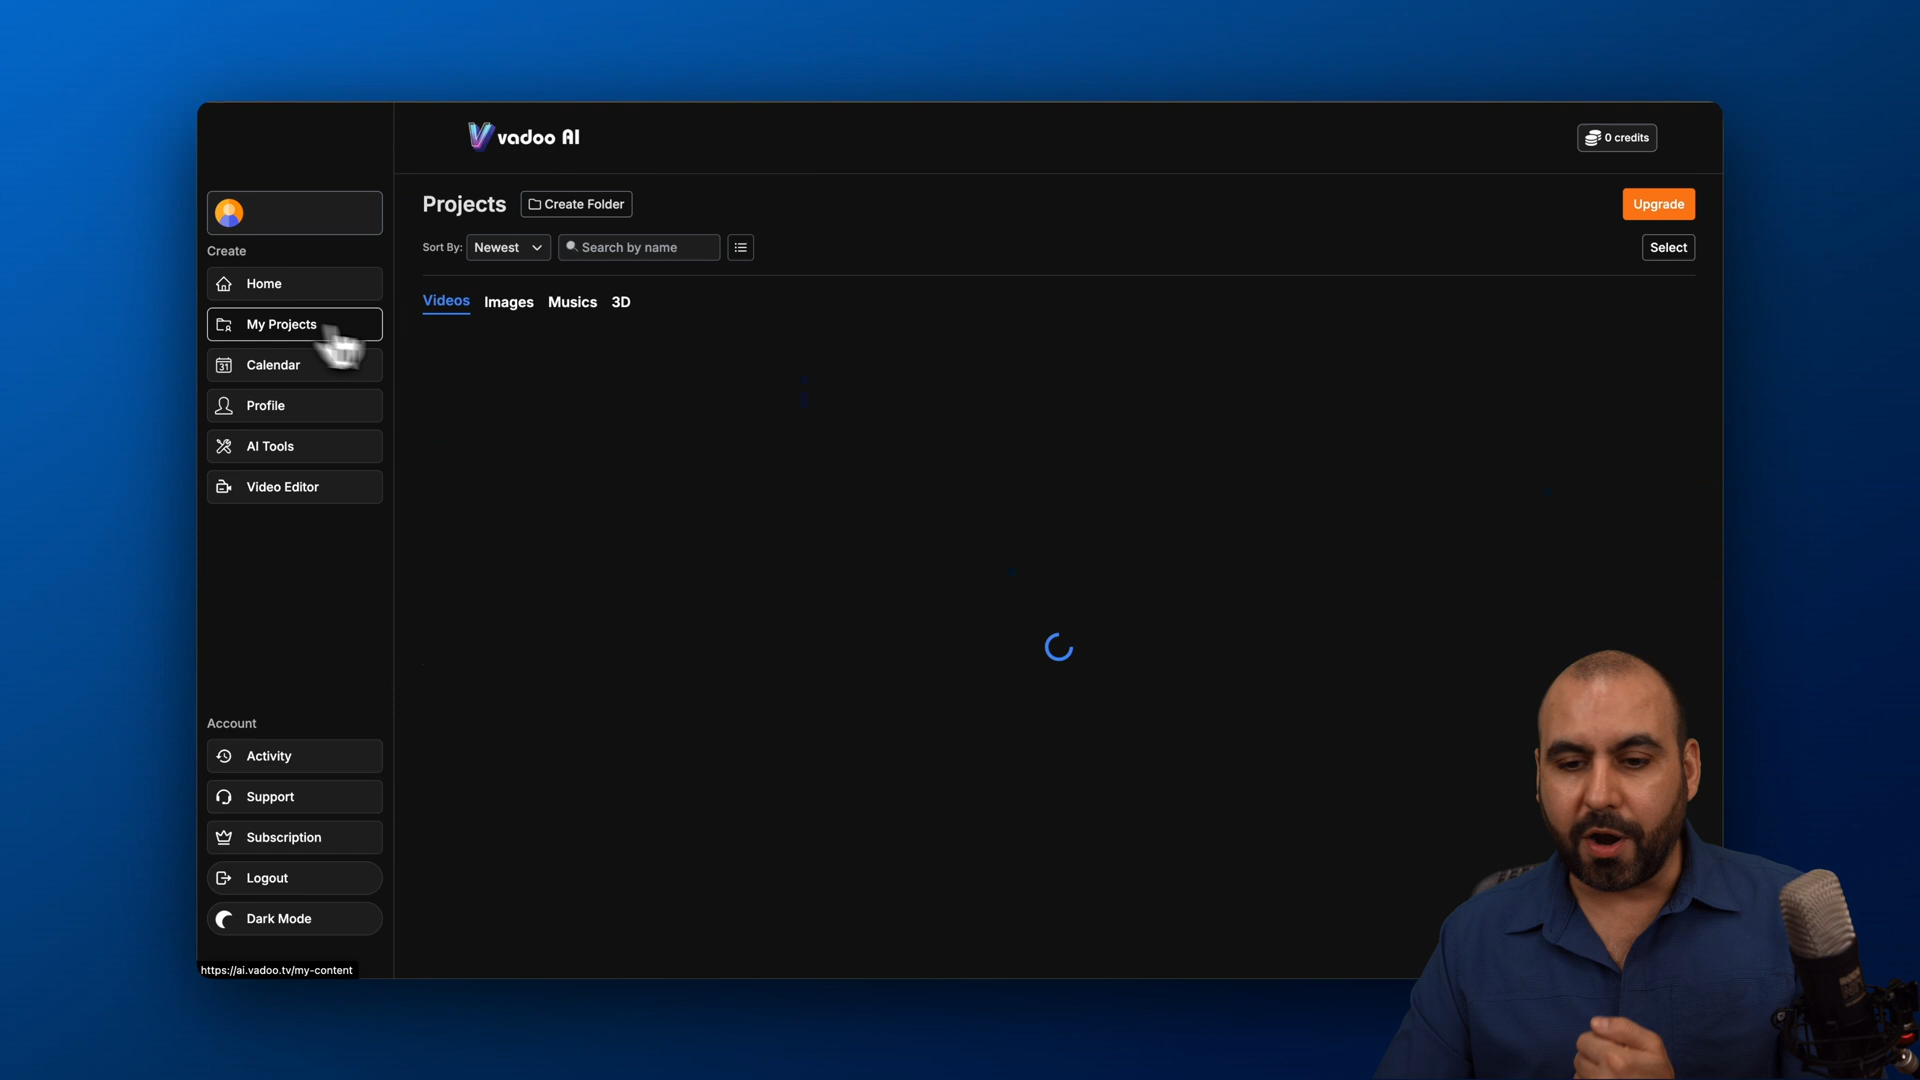 vadoo AI
0 credits
Projects
Create Folder
Upgrade
Sort By:
Newest
Search by name
Select
Videos
Images
Musics
3D
Create
Home
My Projects
31
Calendar
Profile
AI Tools
Video Editor
Account
Activity
Support
Subscription
Logout
Dark Mode
https://ai.vadoo.tv/my-content